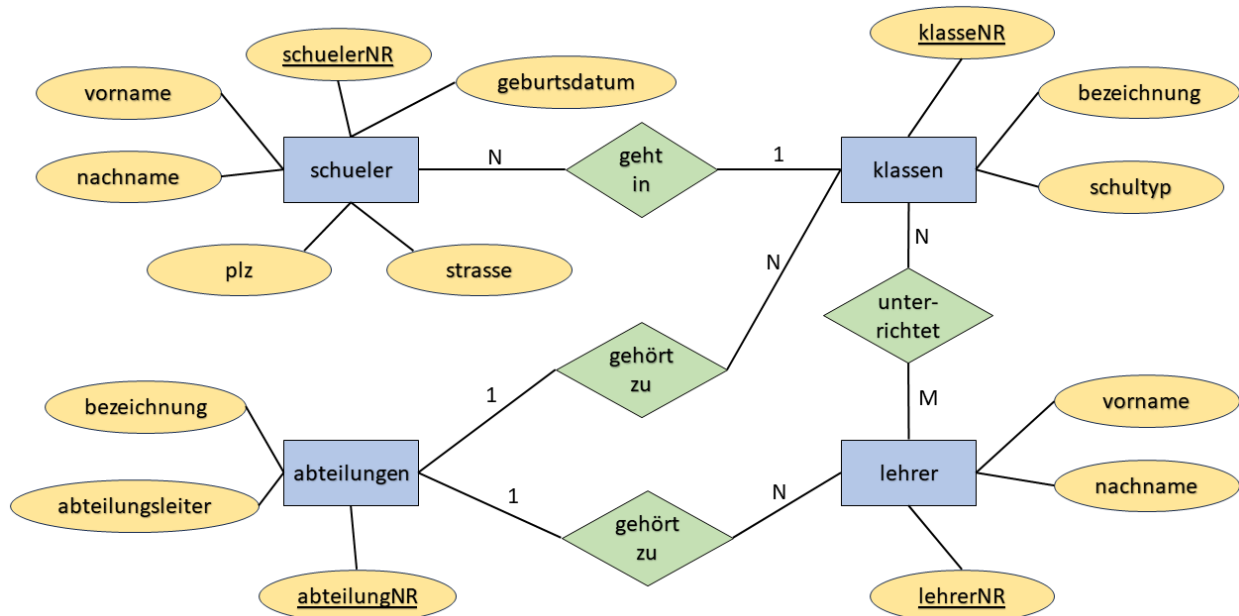 schuelerNR
klasseNR
vorname
geburtsdatum
bezeichnung
N
geht
in
1
schueler
klassen
nachname
schultyp
plz
strasse
N
N
unter-
richtet
gehört
zu
1
M
bezeichnung
vorname
abteilungen
lehrer
1
N
abteilungsleiter
nachname
gehört
zu
abteilungNR
lehrerNR